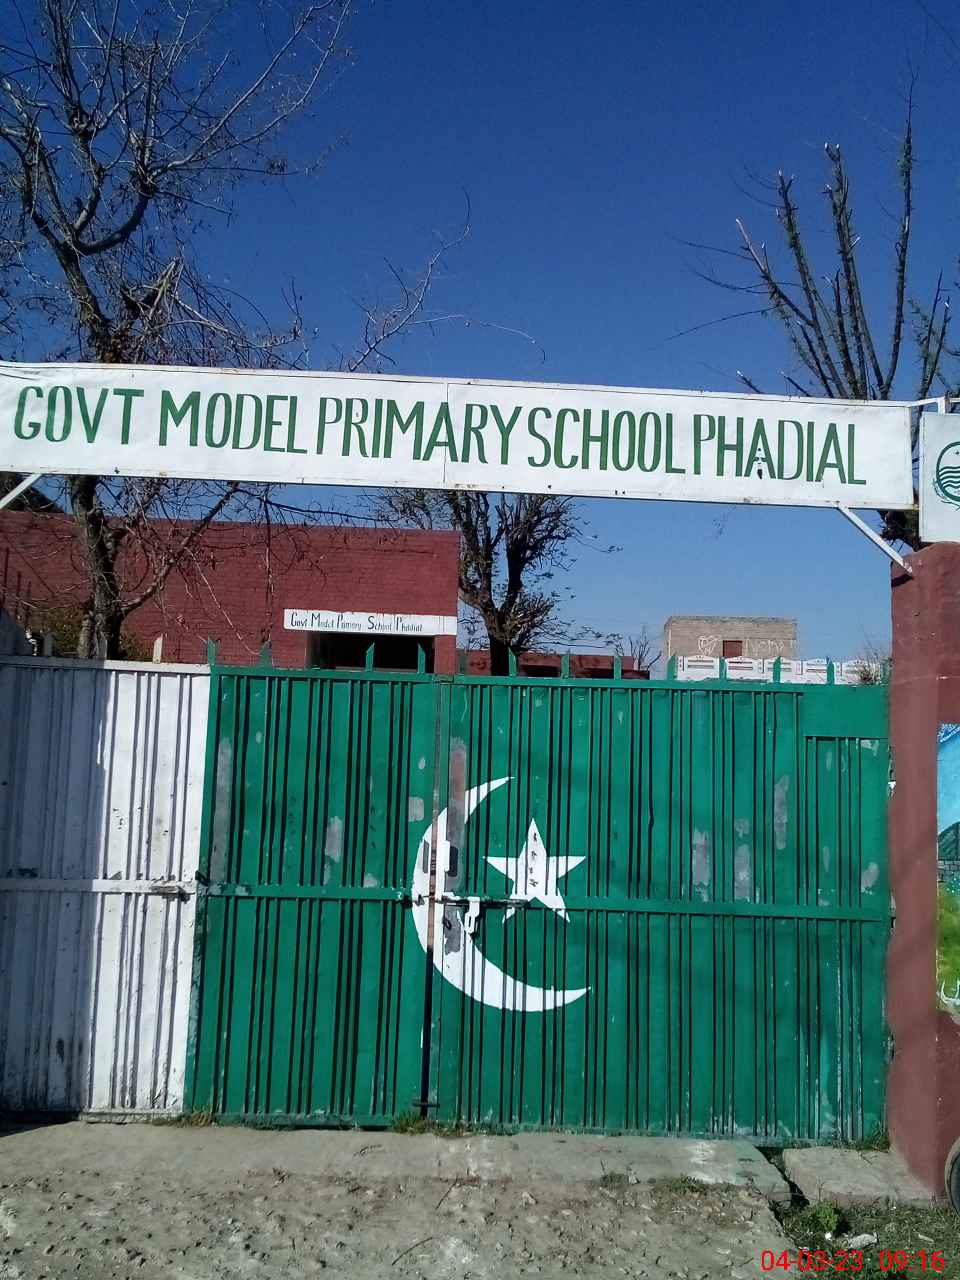 GOVT MODEL PRIMARY SCHOOL PHADIAL
Govt Model Primary School Phadial
04-03-23 09:16